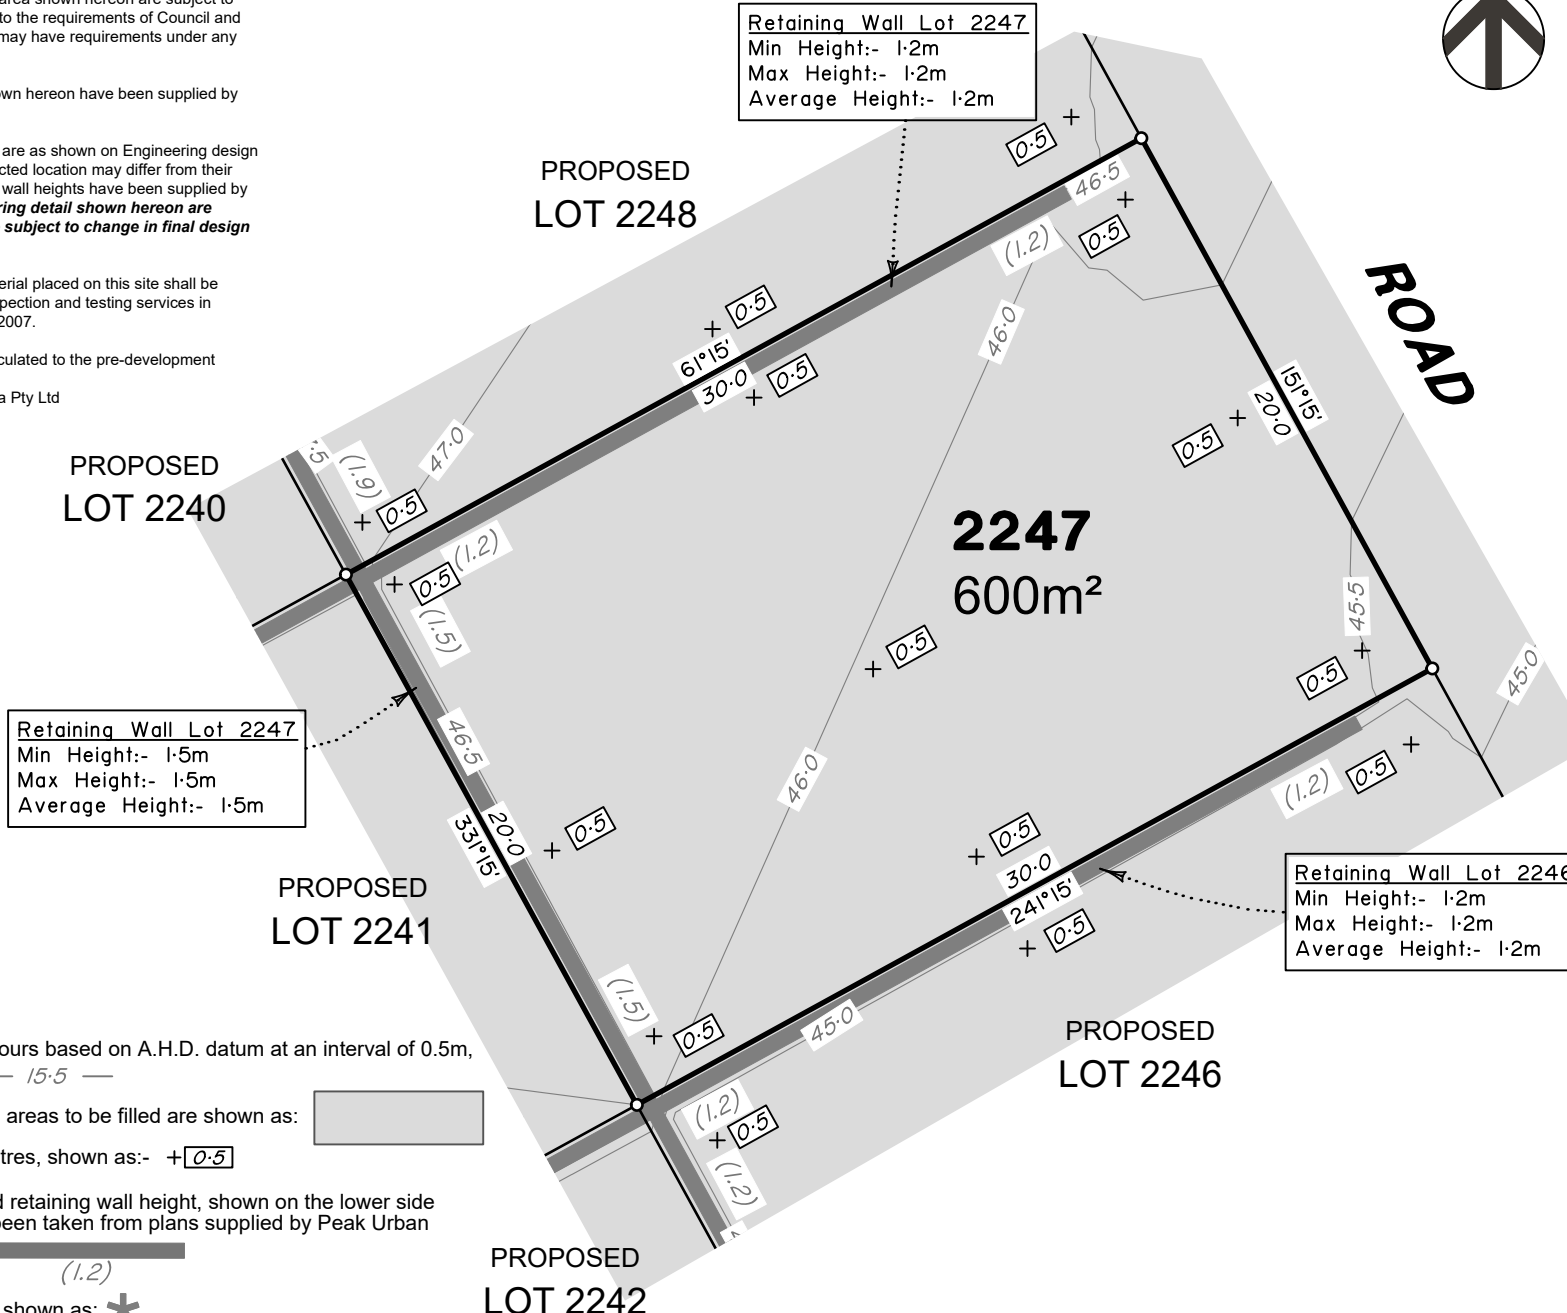 area shown hereon are subject to
to the requirements of Council and
may have requirements under any
own hereon have been supplied by
are as shown on Engineering design
cted location may differ from their
wall heights have been supplied by
ring detail shown hereon are
subject to change in final design
erial placed on this site shall be
pection and testing services in
2007.
culated to the pre-development
a Pty Ltd
Retaining Wall Lot 2247
Min Height:- 1·2m
Max Height:- 1·2m
Average Height:- 1·2m
PROPOSED
LOT 2248
0·5
46·5
(1.2)
0·5
ROAD
0·5
61°15'
30·0
0·5
46·0
151°15'
20·0
0·5
47·0
·5
(1.9)
0·5
PROPOSED
LOT 2240
(1.2)
0·5
(1.5)
2247
600m²
0·5
45·5
0·5
45·0
Retaining Wall Lot 2247
Min Height:- 1·5m
Max Height:- 1·5m
Average Height:- 1·5m
46·5
46·0
331°15'
20·0
0·5
(1.2)
0·5
0·5
30·0
241°15'
0·5
PROPOSED
LOT 2241
Retaining Wall Lot 2246
Min Height:- 1·2m
Max Height:- 1·2m
Average Height:- 1·2m
(1.5)
0·5
45·0
PROPOSED
LOT 2246
(1.2)
0·5
(1.2)
ours based on A.H.D. datum at an interval of 0.5m,
15·5
areas to be filled are shown as:
tres, shown as:- +0·5
d retaining wall height, shown on the lower side
been taken from plans supplied by Peak Urban
(1.2)
shown as:
PROPOSED
LOT 2242